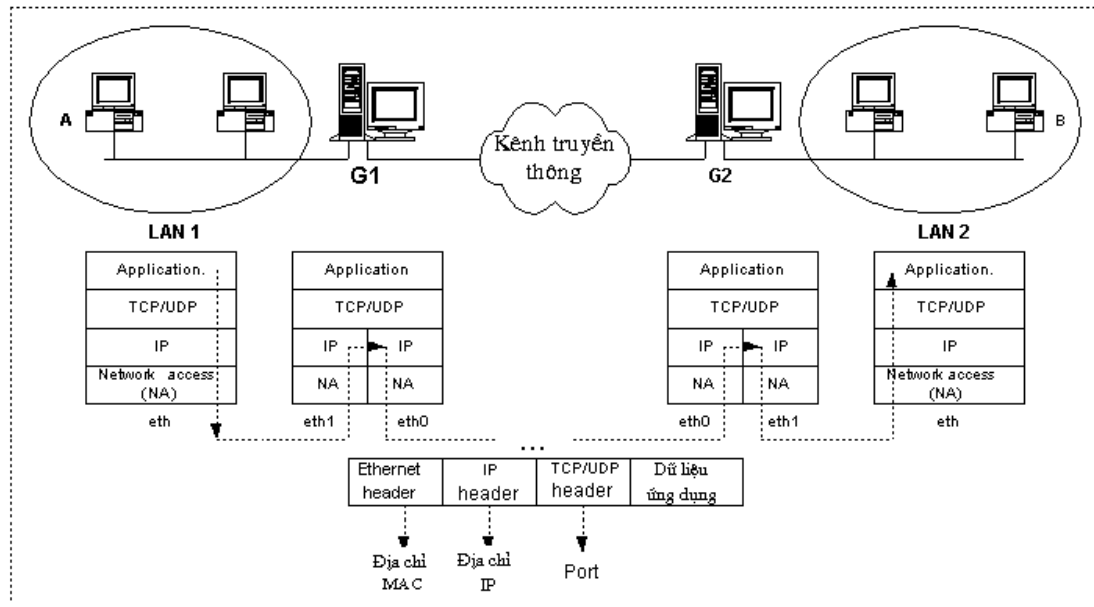 A
B
Kênh truyền
thông
G1
G2
LAN 1
LAN 2
Application.
Application
Application
Application.
TCP/UDP
TCP/UDP
TCP/UDP
TCP/UDP
IP
IP
IP
IP
IP
IP
Network access
(NA)
NA
NA
NA
NA
Network access
(NA)
eth
eth1
eth0
eth0
eth1
eth
...
Ethernet
header
IP
header
TCP/UDP
header
Dữ liệu
ứng dụng
Địa chỉ
MAC
Địa chỉ
IP
Port